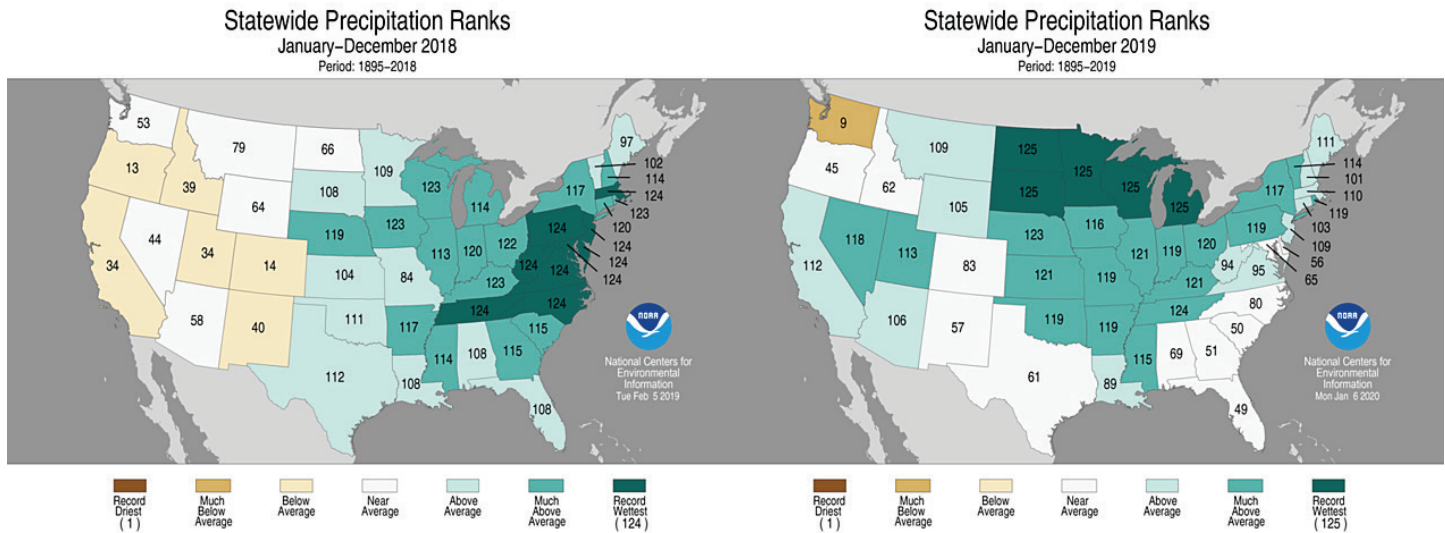 Statewide Precipitation Ranks
January–December 2018
Period: 1895–2018
53
79
66
109
97
13
39
108
123
114
117
102
114
124
123
120
124
124
124
64
119
123
124
44
34
14
104
84
113
120
122
124
124
34
123
124
58
40
111
117
124
115
114
108
115
112
108
108
NOAA
National Centers for
Environmental
Information
Tue Feb 5 2019
Record
Driest
(1)
Much
Below
Average
Below
Average
Near
Average
Above
Average
Much
Above
Average
Record
Wettest
(124)
Statewide Precipitation Ranks
January–December 2019
Period: 1895–2019
9
109
125
125
111
45
62
125
125
125
117
114
101
110
119
103
109
56
65
105
123
116
119
118
113
83
121
119
121
119
120
94
95
112
121
124
80
106
57
119
119
50
115
69
51
61
89
49
NOAA
National Centers for
Environmental
Information
Mon Jan 6 2020
Record
Driest
(1)
Much
Below
Average
Below
Average
Near
Average
Above
Average
Much
Above
Average
Record
Wettest
(125)